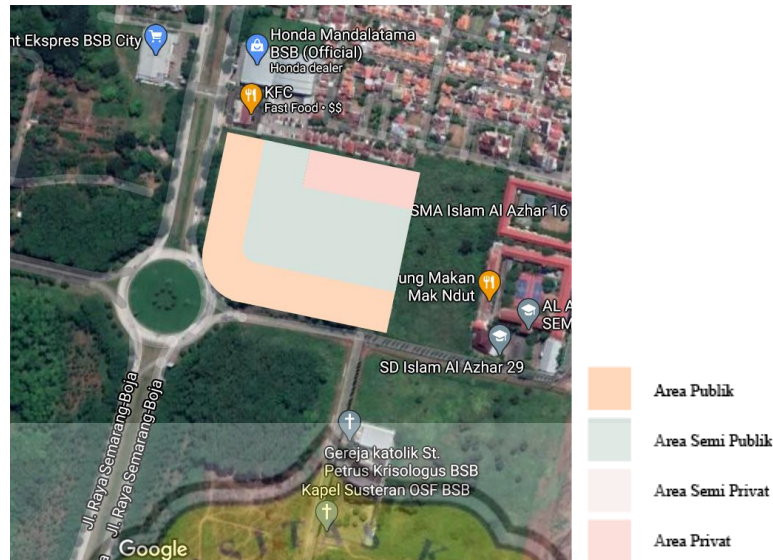 nt Ekspres BSB City
Honda Mandalatama
BSB (Official)
Honda dealer
KFC
Fast Food • $$
SMA Islam Al Azhar 16
ung Makan
Mak Ndut
AL A
SEM
SD Islam Al Azhar 29
Jl. Raya Semarang-Boja
Jl. Raya Semarang-Boja
Gereja katolik St.
Petrus Krisologus BSB
Kapel Susteran OSF BSB
Google
Area Publik
Area Semi Publik
Area Semi Privat
Area Privat